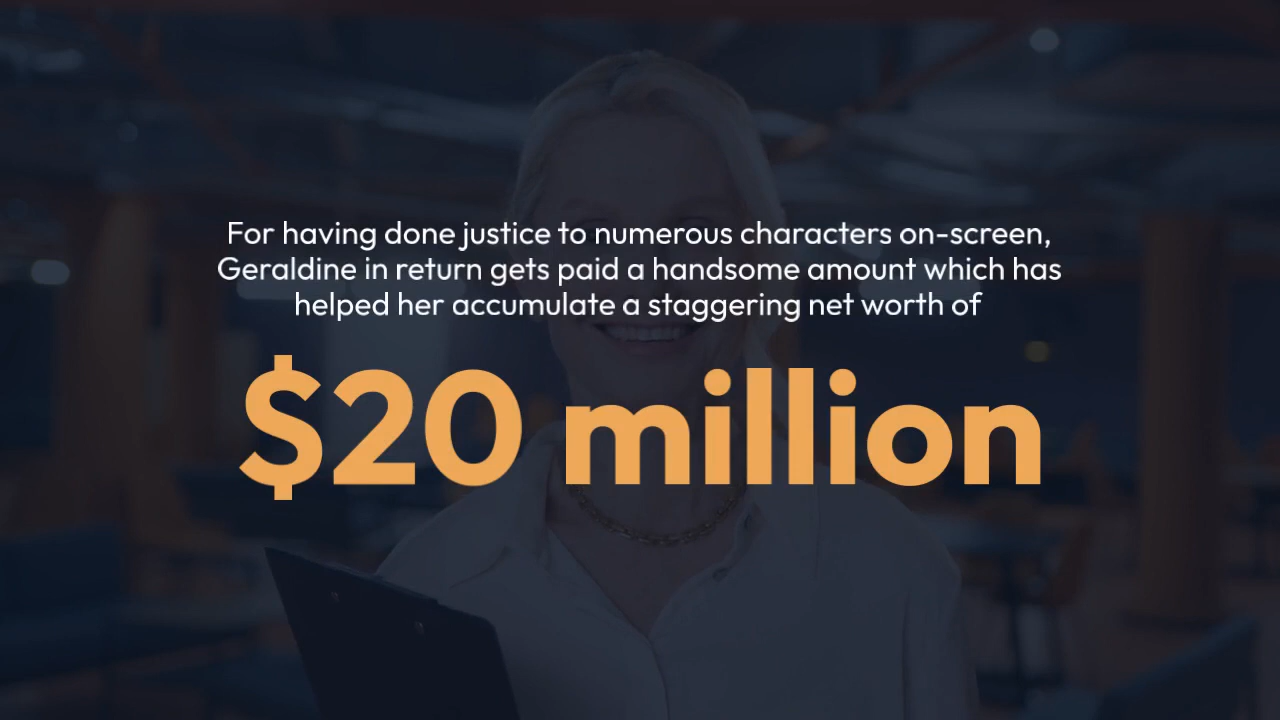 For having done justice to numerous characters on-screen,
Geraldine in return gets paid a handsome amount which has
helped her accumulate a staggering net worth of
$20 million